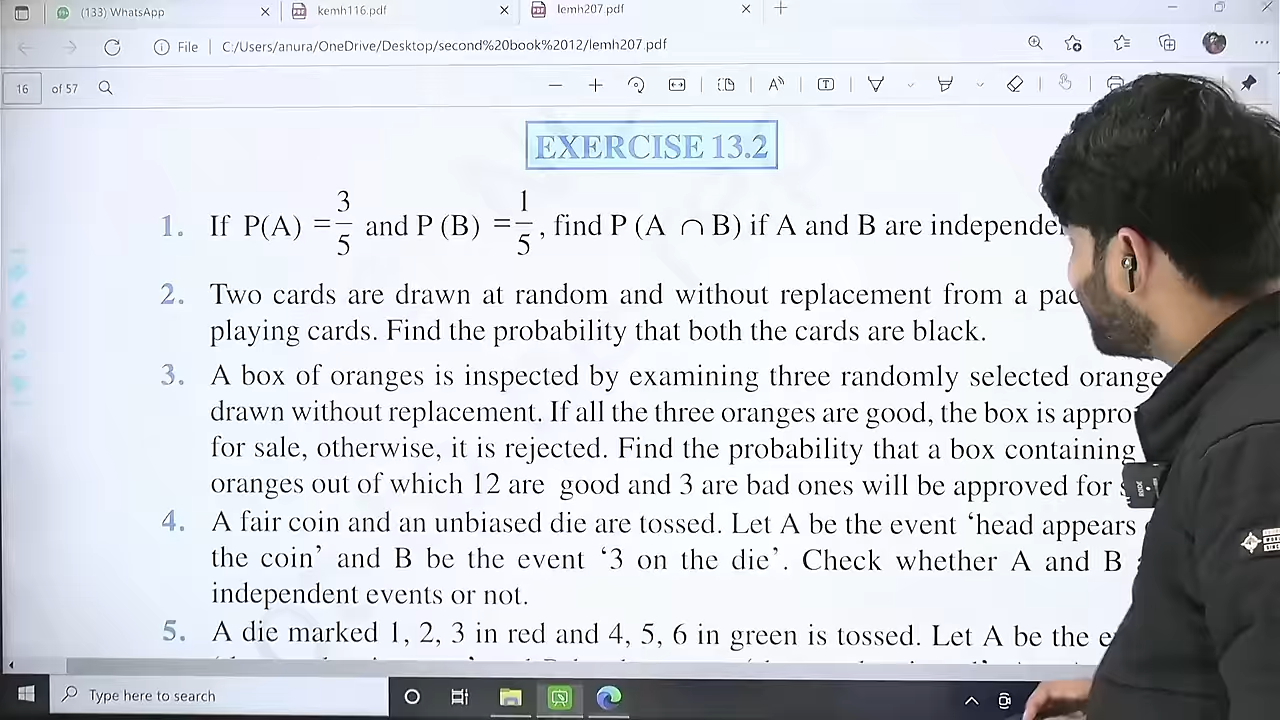 (133) WhatsApp
kemh116.pdf
lemh207.pdf
File
C:/Users/anura/OneDrive/Desktop/second%20book%2012/lemh207.pdf
16 of 57
EXERCISE 13.2
1. If P(A) = 3/5 and P (B) = 1/5, find P (A ∩ B) if A and B are
2. Two cards are drawn at random and without replacement from a
playing cards. Find the probability that both the cards are black.
3. A box of oranges is inspected by examining three randomly selected
drawn without replacement. If all the three oranges are good, the box is
for sale, otherwise, it is rejected. Find the probability that a box containing
oranges out of which 12 are good and 3 are bad ones will be approved for
4. A fair coin and an unbiased die are tossed. Let A be the event ‘head appears
the coin’ and B be the event ‘3 on the die’. Check whether A and B
independent events or not.
5. A die marked 1, 2, 3 in red and 4, 5, 6 in green is tossed. Let A be the
Type here to search